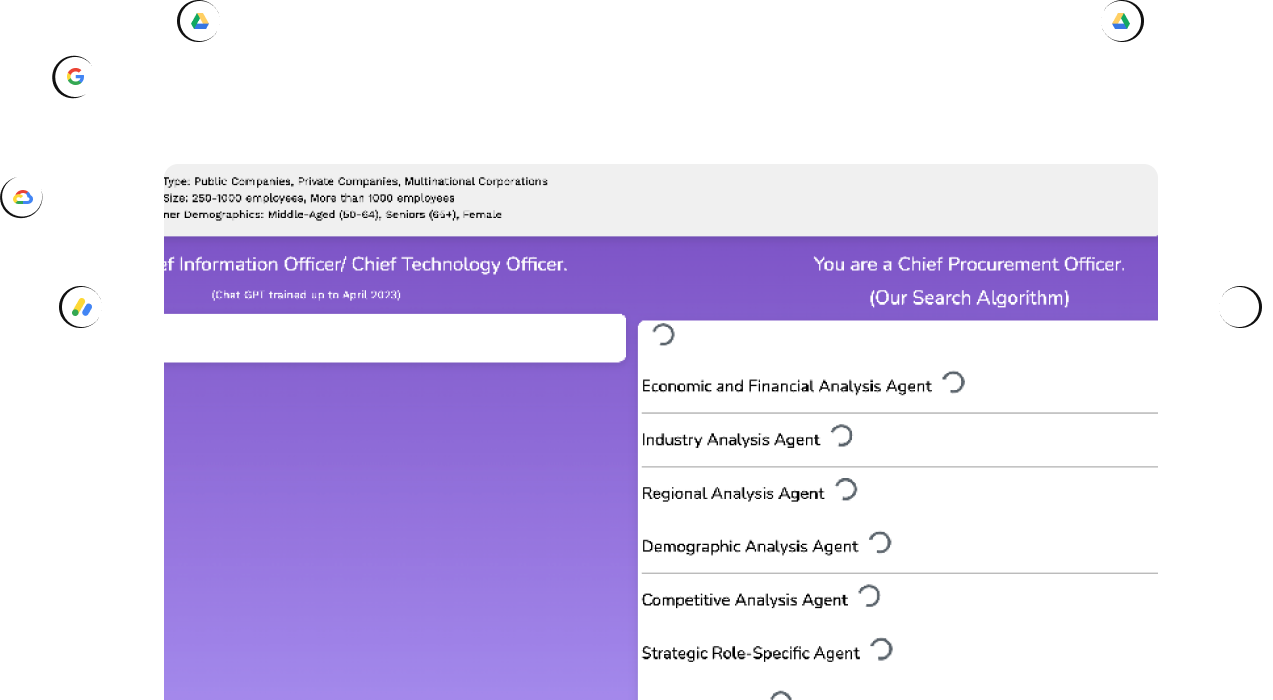 Type: Public Companies, Private Companies, Multinational Corporations
Size: 250-1000 employees, More than 1000 employees
ner Demographics: Middle-Aged (50-64), Seniors (65+), Female
ef Information Officer/ Chief Technology Officer.
(Chat GPT trained up to April 2023)
You are a Chief Procurement Officer.
(Our Search Algorithm)
Economic and Financial Analysis Agent
Industry Analysis Agent
Regional Analysis Agent
Demographic Analysis Agent
Competitive Analysis Agent
Strategic Role-Specific Agent